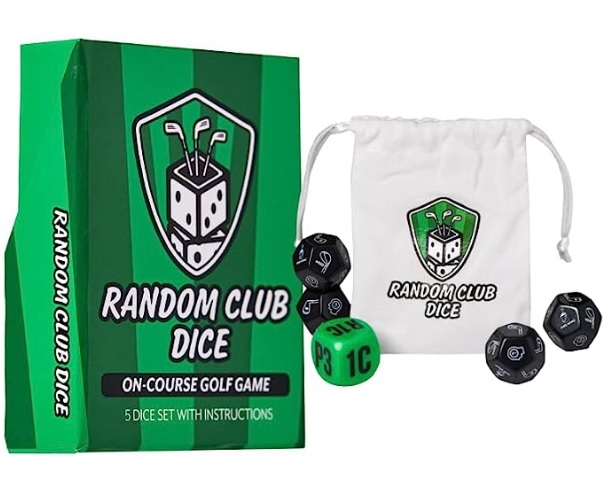 RANDOM CLUB DICE
RANDOM CLUB
DICE
ON-COURSE GOLF GAME
5 DICE SET WITH INSTRUCTIONS
RANDOM CLUB
DICE
P3 1C